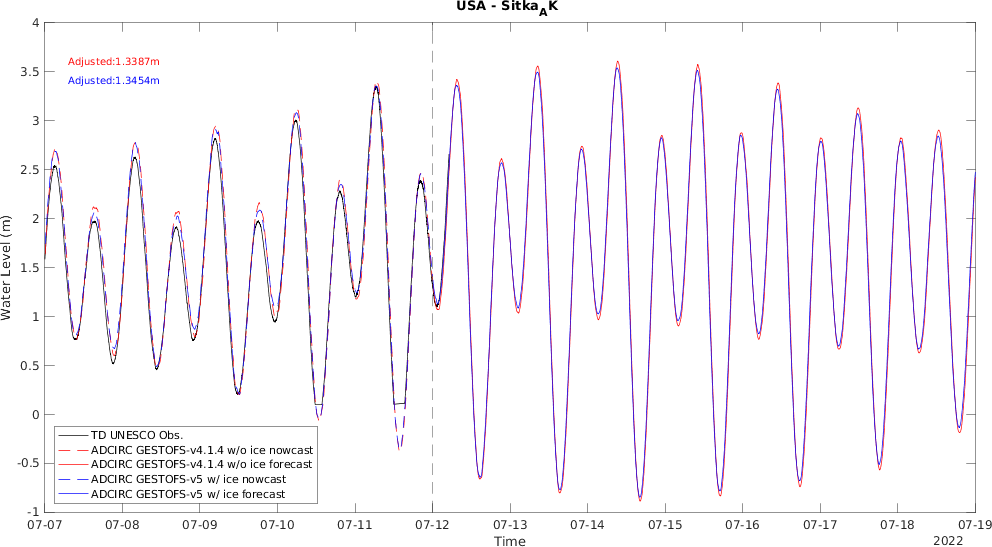 USA - Sitka_AK
4
3.5
3
2.5
2
1.5
1
0.5
0
-0.5
-1
Water Level (m)
Adjusted:1.3387m
Adjusted:1.3454m
TD UNESCO Obs.
ADCIRC GESTOFS-v4.1.4 w/o ice nowcast
ADCIRC GESTOFS-v4.1.4 w/o ice forecast
ADCIRC GESTOFS-v5 w/ ice nowcast
ADCIRC GESTOFS-v5 w/ ice forecast
07-07 07-08 07-09 07-10 07-11 07-12 07-13 07-14 07-15 07-16 07-17 07-18 07-19
Time
2022